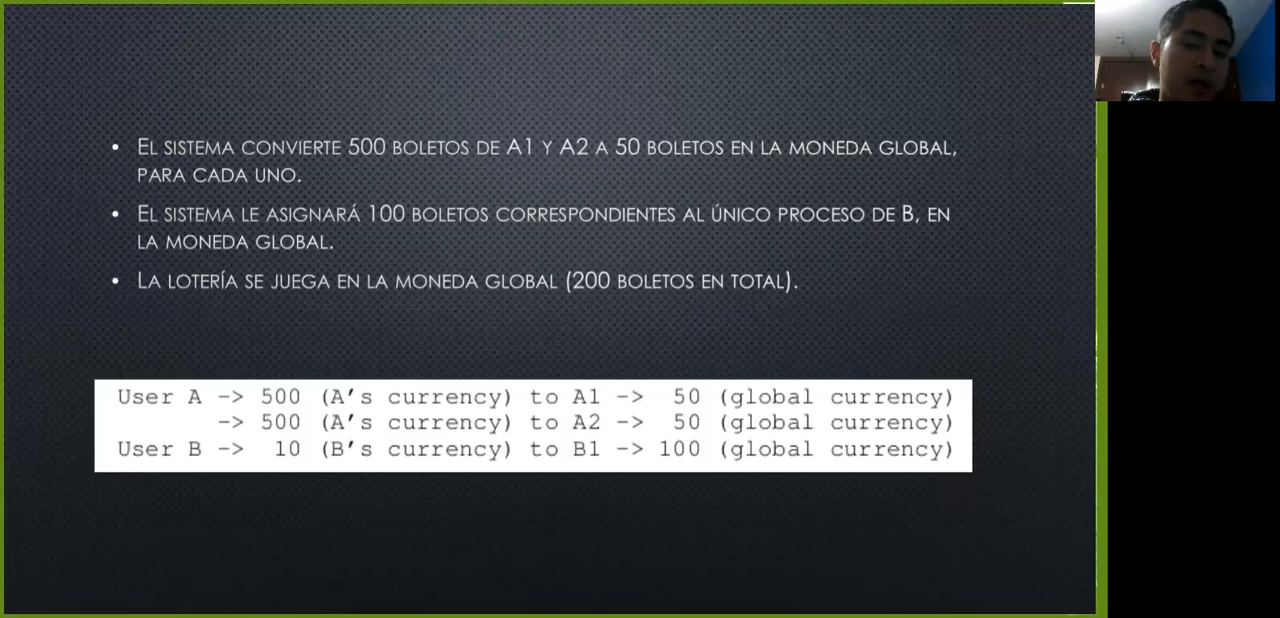 • EL SISTEMA CONVIERTE 500 BOLETOS DE A1 Y A2 A 50 BOLETOS EN LA MONEDA GLOBAL,
PARA CADA UNO.
• EL SISTEMA LE ASIGNARÁ 100 BOLETOS CORRESPONDIENTES AL ÚNICO PROCESO DE B, EN
LA MONEDA GLOBAL.
• LA LOTERÍA SE JUEGA EN LA MONEDA GLOBAL (200 BOLETOS EN TOTAL).
User A -> 500 (A's currency) to A1 -> 50 (global currency)
-> 500 (A's currency) to A2 -> 50 (global currency)
User B -> 10 (B's currency) to B1 -> 100 (global currency)